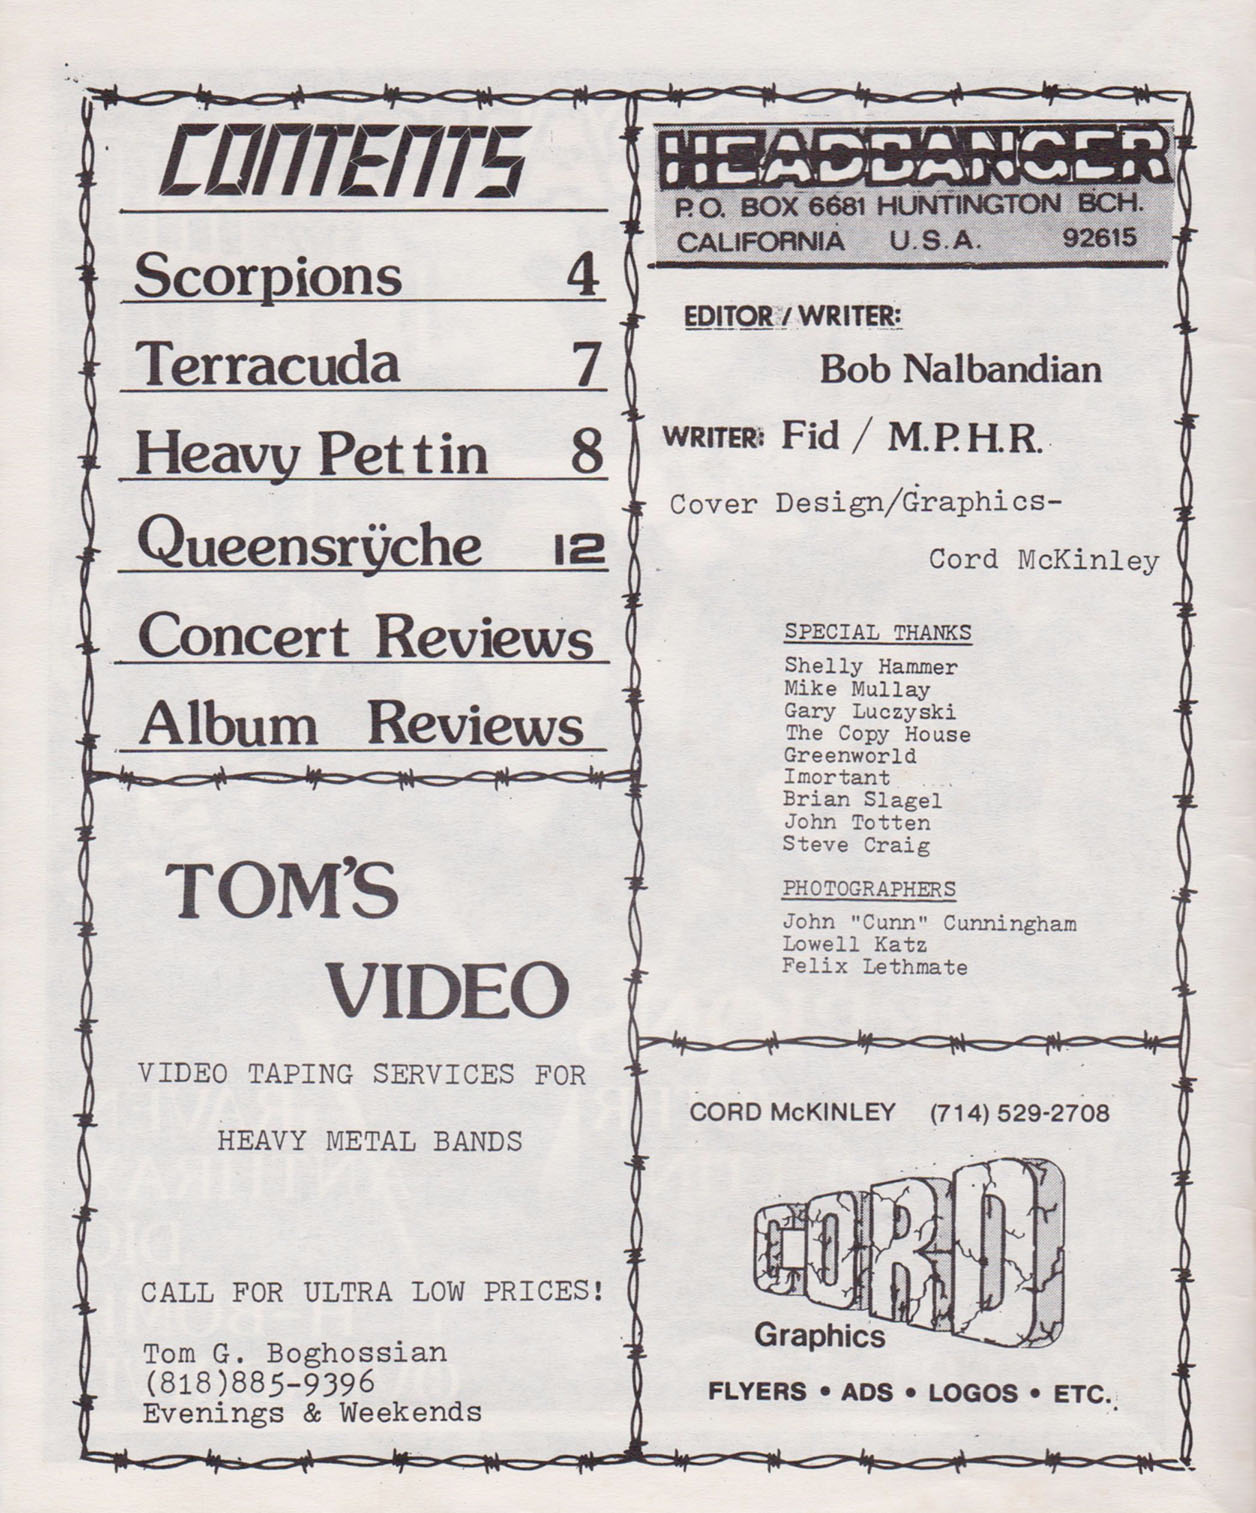 CONTENTS
Scorpions 4
Terracuda 7
Heavy Pettin 8
Queensrÿche 12
Concert Reviews
Album Reviews
TOM'S
VIDEO
VIDEO TAPING SERVICES FOR
HEAVY METAL BANDS
CALL FOR ULTRA LOW PRICES!
Tom G. Boghossian
(818)885-9396
Evenings & Weekends
HEADBANGER
P.O. BOX 6681 HUNTINGTON BCH.
CALIFORNIA U.S.A. 92615
EDITOR / WRITER:
Bob Nalbandian
WRITER: Fid / M.P.H.R.
Cover Design/Graphics-
Cord McKinley
SPECIAL THANKS
Shelly Hammer
Mike Mullay
Gary Luczyski
The Copy House
Greenworld
Imortant
Brian Slagel
John Totten
Steve Craig
PHOTOGRAPHERS
John "Cunn" Cunningham
Lowell Katz
Felix Lethmate
CORD McKINLEY (714) 529-2708
CORD
Graphics
FLYERS • ADS • LOGOS • ETC.